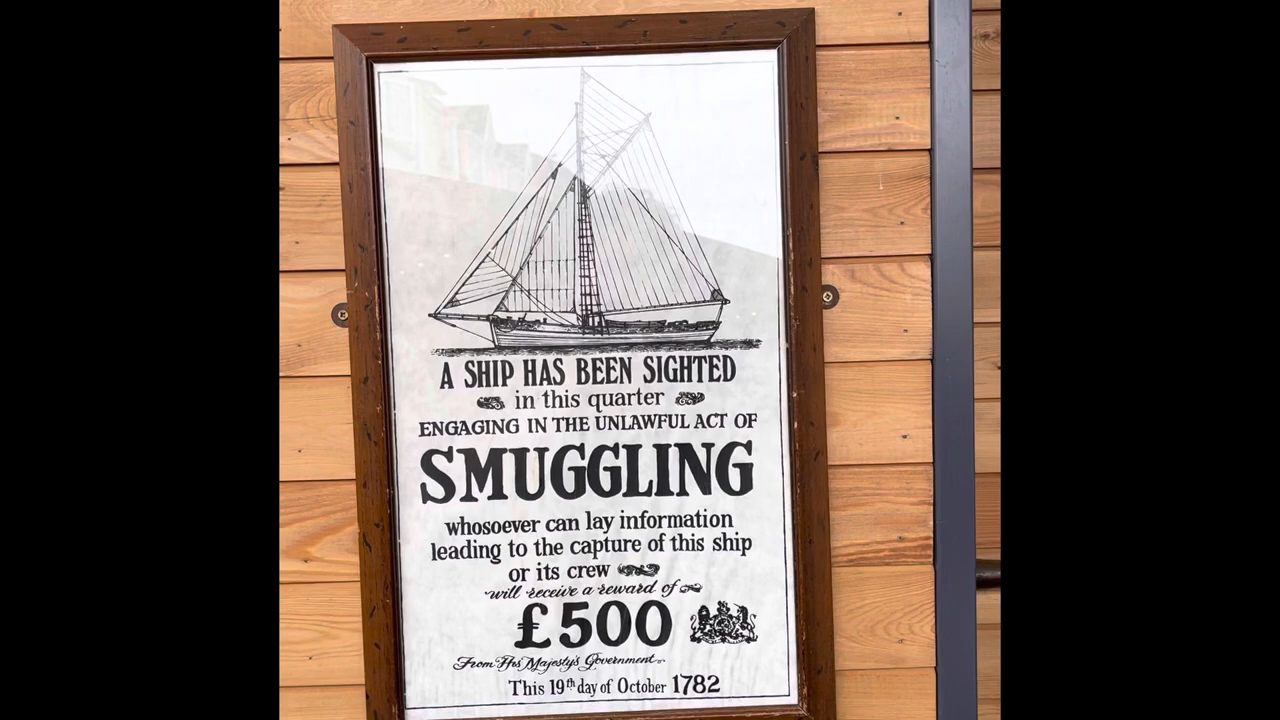 A SHIP HAS BEEN SIGHTED
in this quarter
ENGAGING IN THE UNLAWFUL ACT OF
SMUGGLING
whosoever can lay information
leading to the capture of this ship
or its crew
will receive a reward of
£500
From His Majesty's Government
This 19th day of October 1782